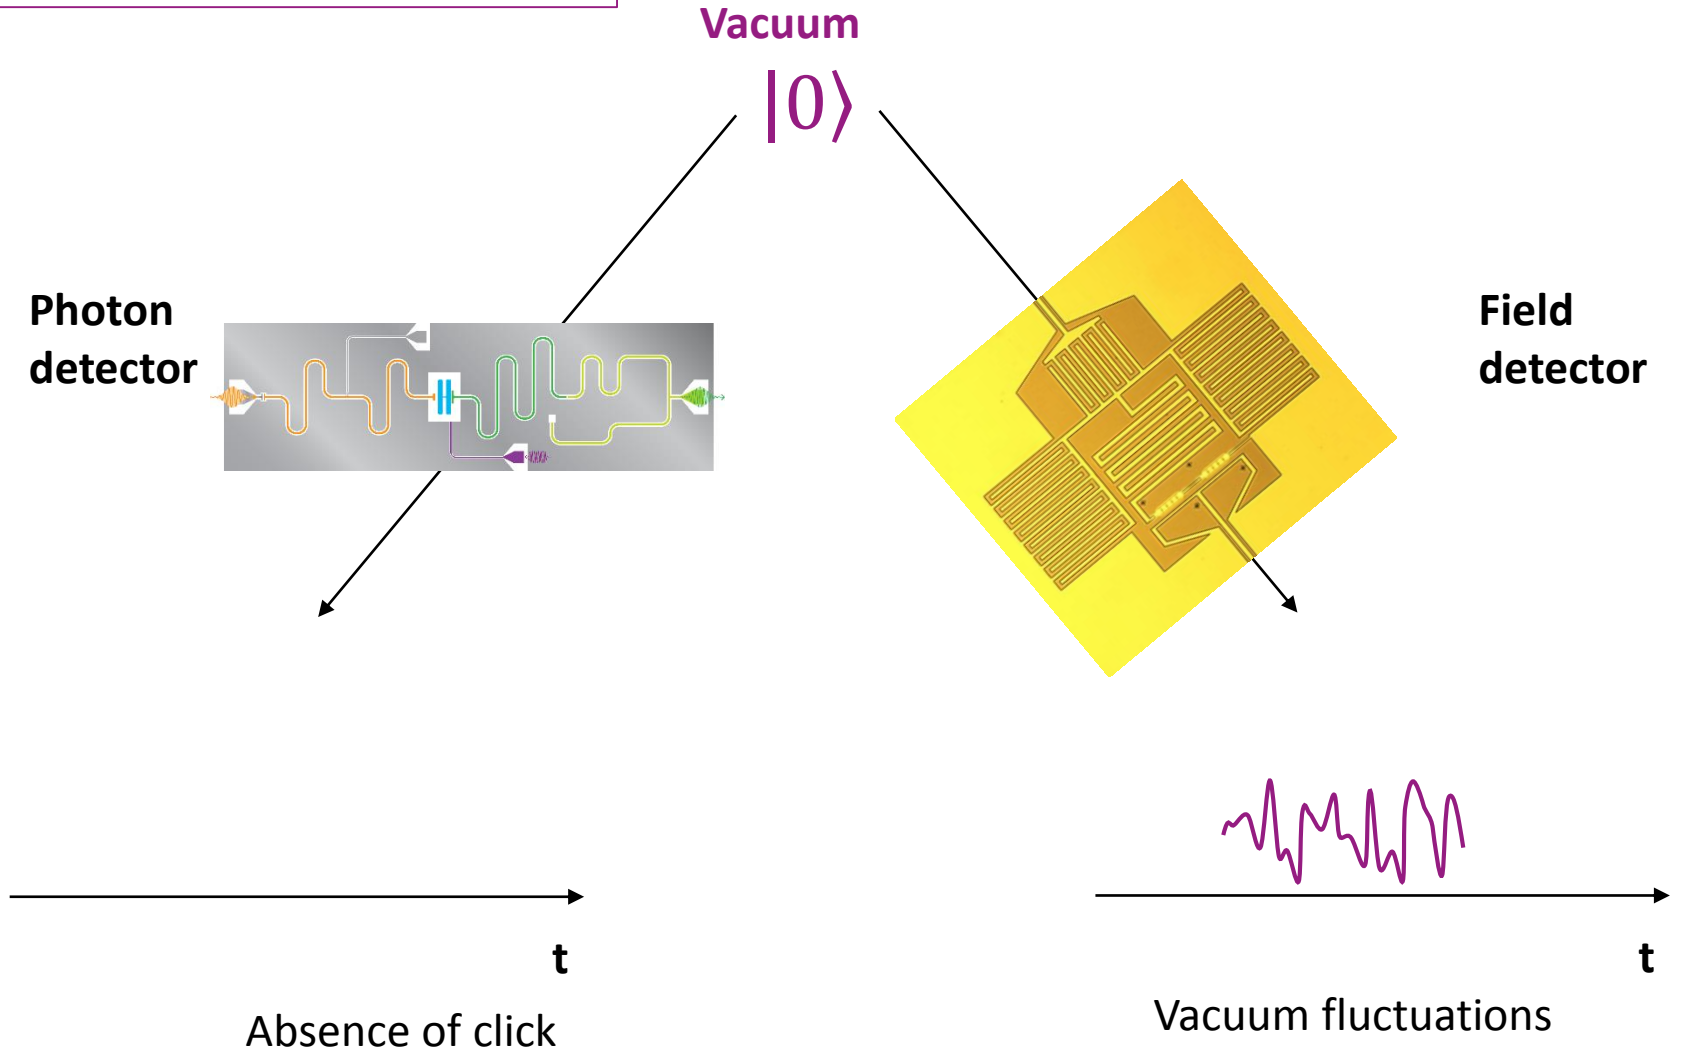 Vacuum
|0⟩
Photon
detector
Field
detector
t
t
Absence of click
Vacuum fluctuations